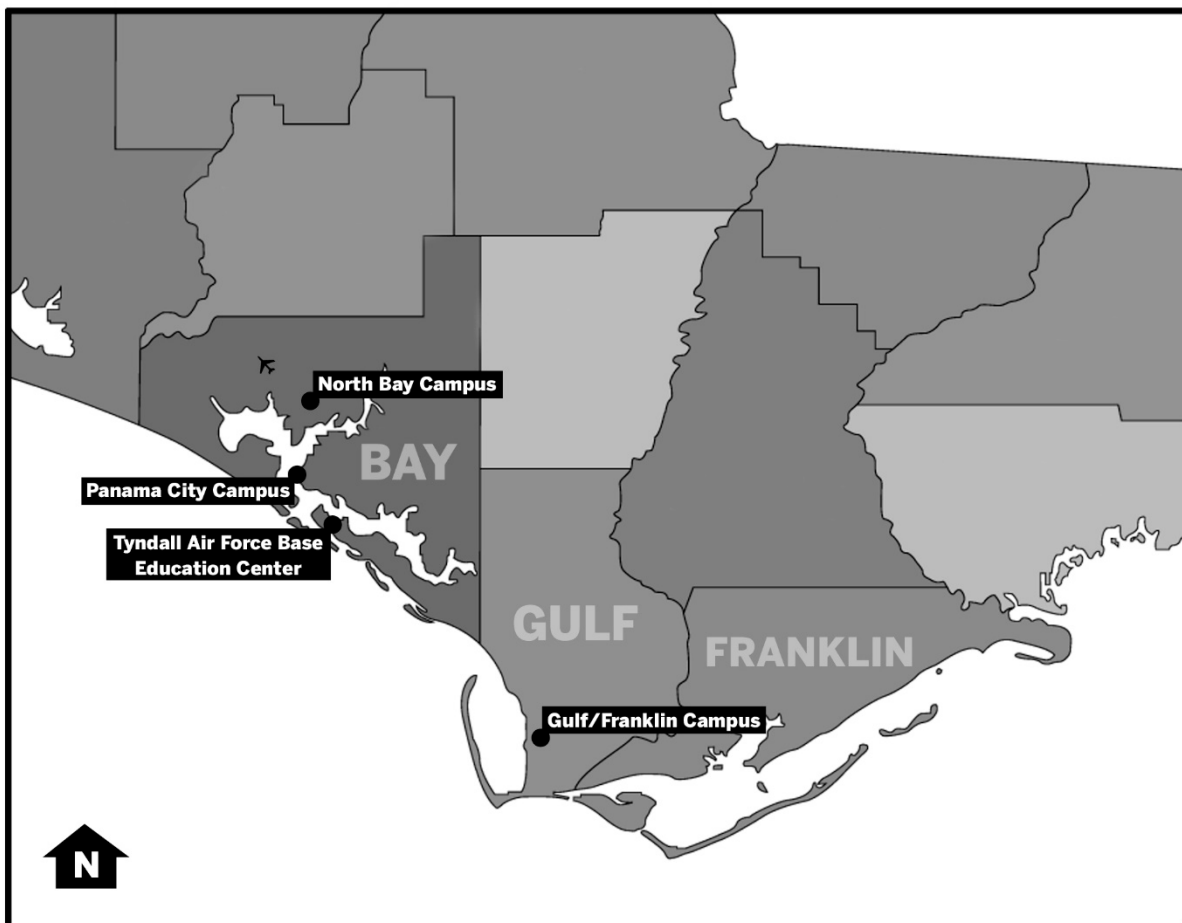 North Bay Campus
BAY
Panama City Campus
Tyndall Air Force Base
Education Center
GULF
FRANKLIN
Gulf/Franklin Campus
N